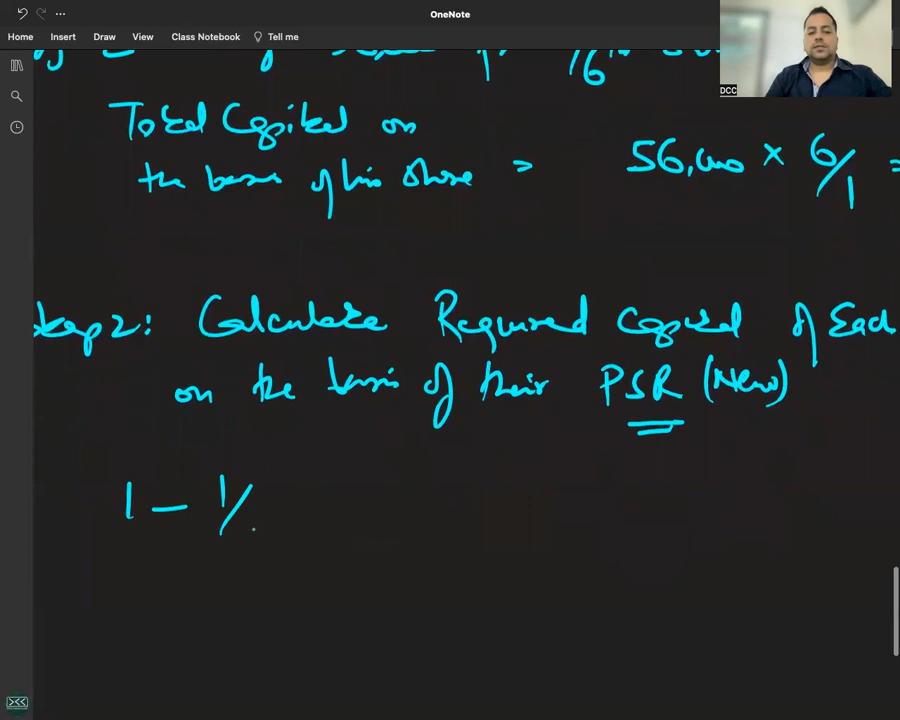 OneNote
Home Insert Draw View Class Notebook Tell me
DCC
Total Capital on
the basis of his Share = 56,000 × 6/1 =
Step 2: Calculate Required Capital of Each
on the basis of their PSR (New)
1 – 1/